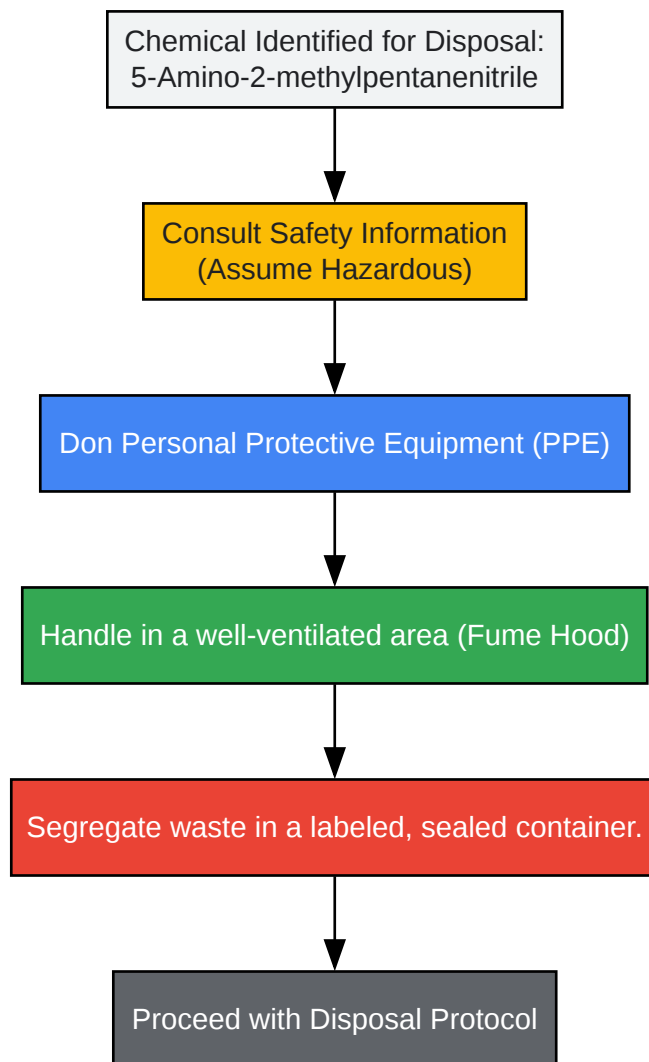 Chemical Identified for Disposal:
5-Amino-2-methylpentanenitrile
Consult Safety Information
(Assume Hazardous)
Don Personal Protective Equipment (PPE)
Handle in a well-ventilated area (Fume Hood)
Segregate waste in a labeled, sealed container.
Proceed with Disposal Protocol